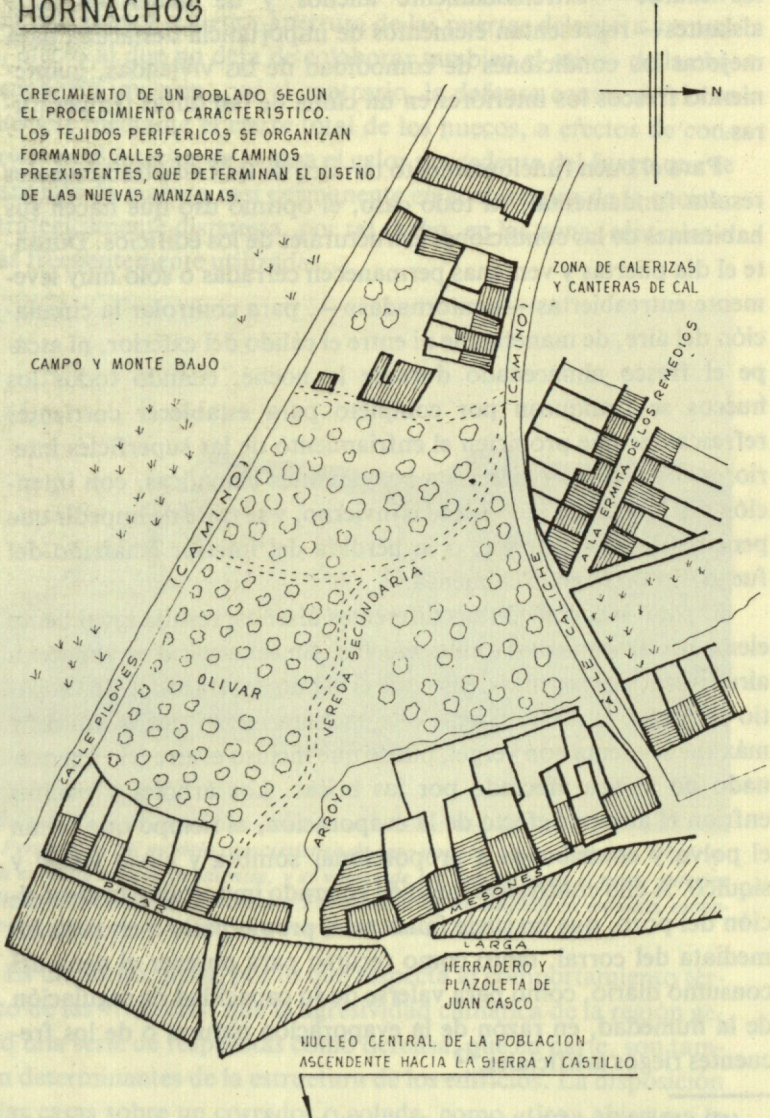 HORNACHOS
CRECIMIENTO DE UN POBLADO SEGUN
EL PROCEDIMIENTO CARACTERISTICO.
LOS TEJIDOS PERIFERICOS SE ORGANIZAN
FORMANDO CALLES SOBRE CAMINOS
PREEXISTENTES, QUE DETERMINAN EL DISEÑO
DE LAS NUEVAS MANZANAS.
N
ZONA DE CALERIZAS
Y CANTERAS DE CAL
CAMPO Y MONTE BAJO
(CAMINO)
(CAMINO)
A LA ERMITA DE LOS REMEDIOS
CALLE CALICHE
VEREDA SECUNDARIA
OLIVAR
CALLE PILONES
ARROYO
PILAR
MESONES
LARGA
HERRADERO Y
PLAZOLETA DE
JUAN CASCO
NUCLEO CENTRAL DE LA POBLACION
ASCENDENTE HACIA LA SIERRA Y CASTILLO